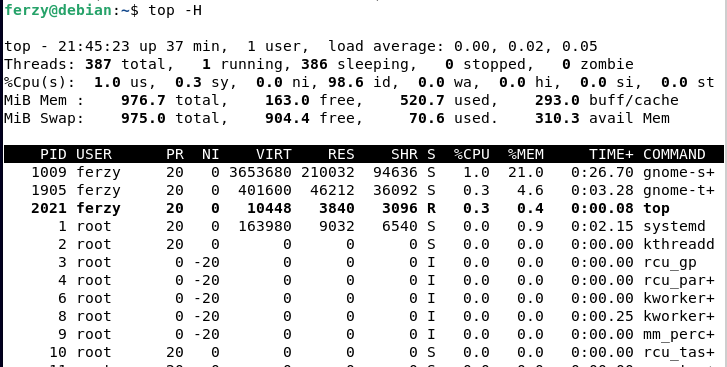 ferzy@debian:~$ top -H
top - 21:45:23 up 37 min,  1 user,  load average: 0.00, 0.02, 0.05
Threads: 387 total,   1 running, 386 sleeping,   0 stopped,   0 zombie
%Cpu(s):  1.0 us,  0.3 sy,  0.0 ni, 98.6 id,  0.0 wa,  0.0 hi,  0.0 si,  0.0 st
MiB Mem :    976.7 total,    163.0 free,    520.7 used,    293.0 buff/cache
MiB Swap:    975.0 total,    904.4 free,     70.6 used.    310.3 avail Mem
PID USER      PR  NI    VIRT    RES    SHR S  %CPU  %MEM     TIME+ COMMAND
1009 ferzy     20   0 3653680 210032  94636 S   1.0  21.0   0:26.70 gnome-s+
1905 ferzy     20   0  401600  46212  36092 S   0.3   4.6   0:03.28 gnome-t+
2021 ferzy     20   0   10448   3840   3096 R   0.3   0.4   0:00.08 top
1 root      20   0  163980   9032   6540 S   0.0   0.9   0:02.15 systemd
2 root      20   0       0      0      0 S   0.0   0.0   0:00.00 kthreadd
3 root       0 -20       0      0      0 I   0.0   0.0   0:00.00 rcu_gp
4 root       0 -20       0      0      0 I   0.0   0.0   0:00.00 rcu_par+
6 root       0 -20       0      0      0 I   0.0   0.0   0:00.00 kworker+
8 root       0 -20       0      0      0 I   0.0   0.0   0:00.25 kworker+
9 root       0 -20       0      0      0 I   0.0   0.0   0:00.00 mm_perc+
10 root      20   0       0      0      0 S   0.0   0.0   0:00.00 rcu_tas+